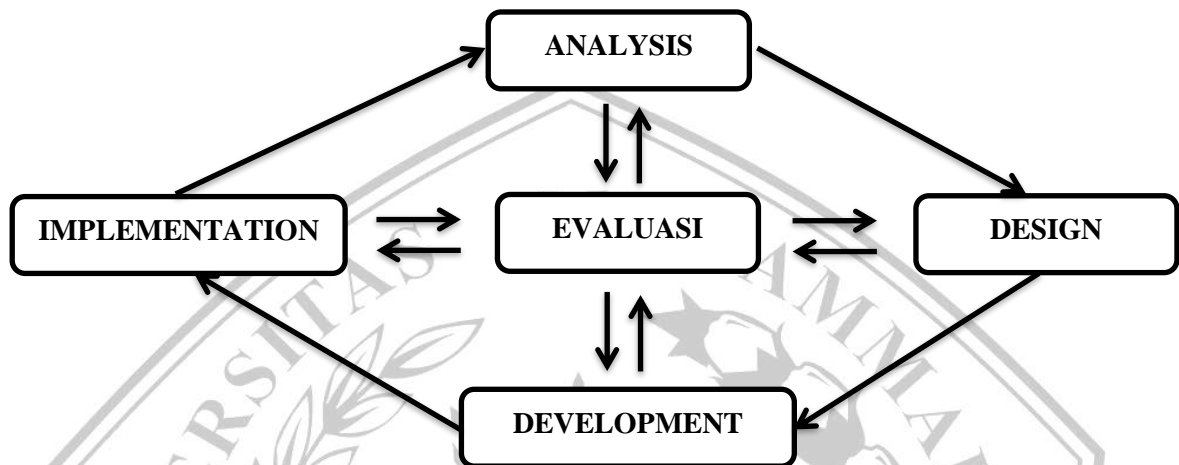 ANALYSIS
IMPLEMENTATION
EVALUASI
DESIGN
DEVELOPMENT